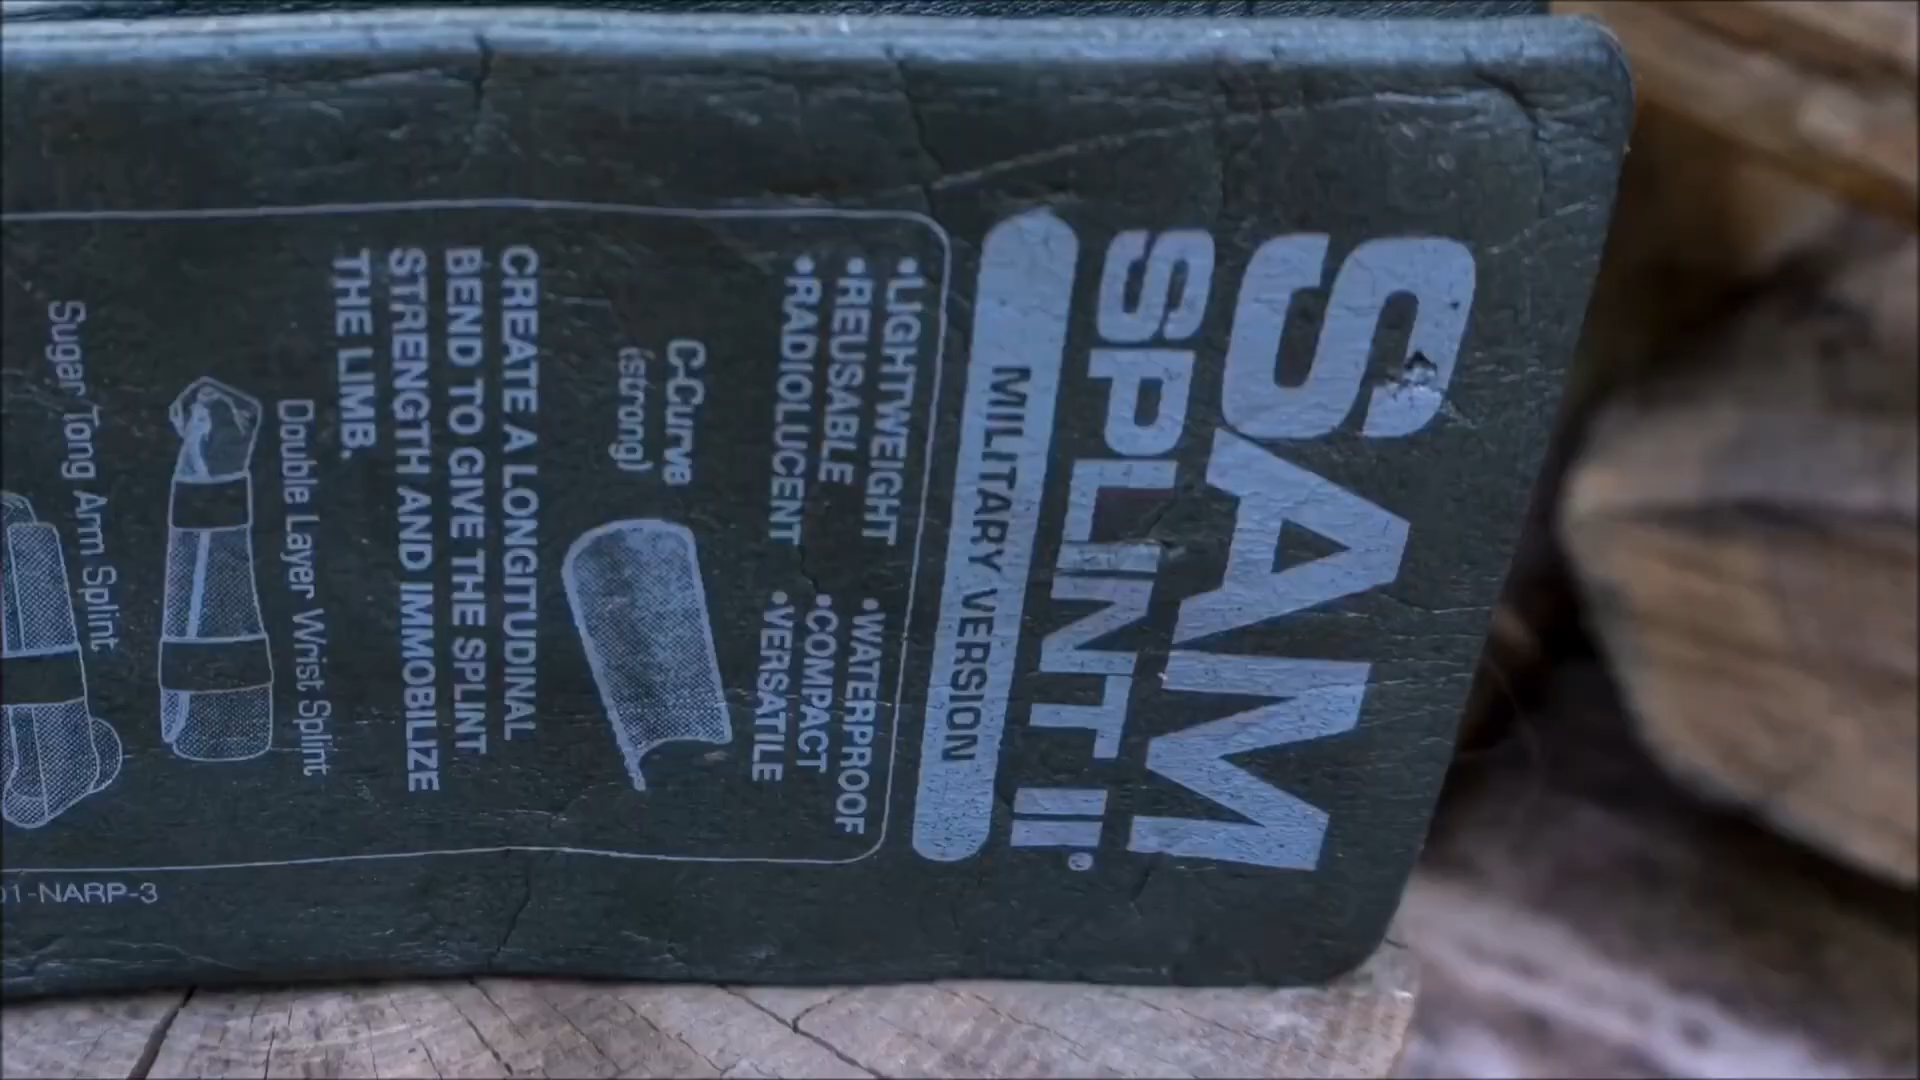 SAM
SPLINT II®
MILITARY VERSION
•LIGHTWEIGHT •WATERPROOF
•REUSABLE •COMPACT
•RADIOLUCENT •VERSATILE
C-Curve
(strong)
CREATE A LONGITUDINAL
BEND TO GIVE THE SPLINT
STRENGTH AND IMMOBILIZE
THE LIMB.
Double Layer Wrist Splint
Sugar Tong Arm Splint
01-NARP-3